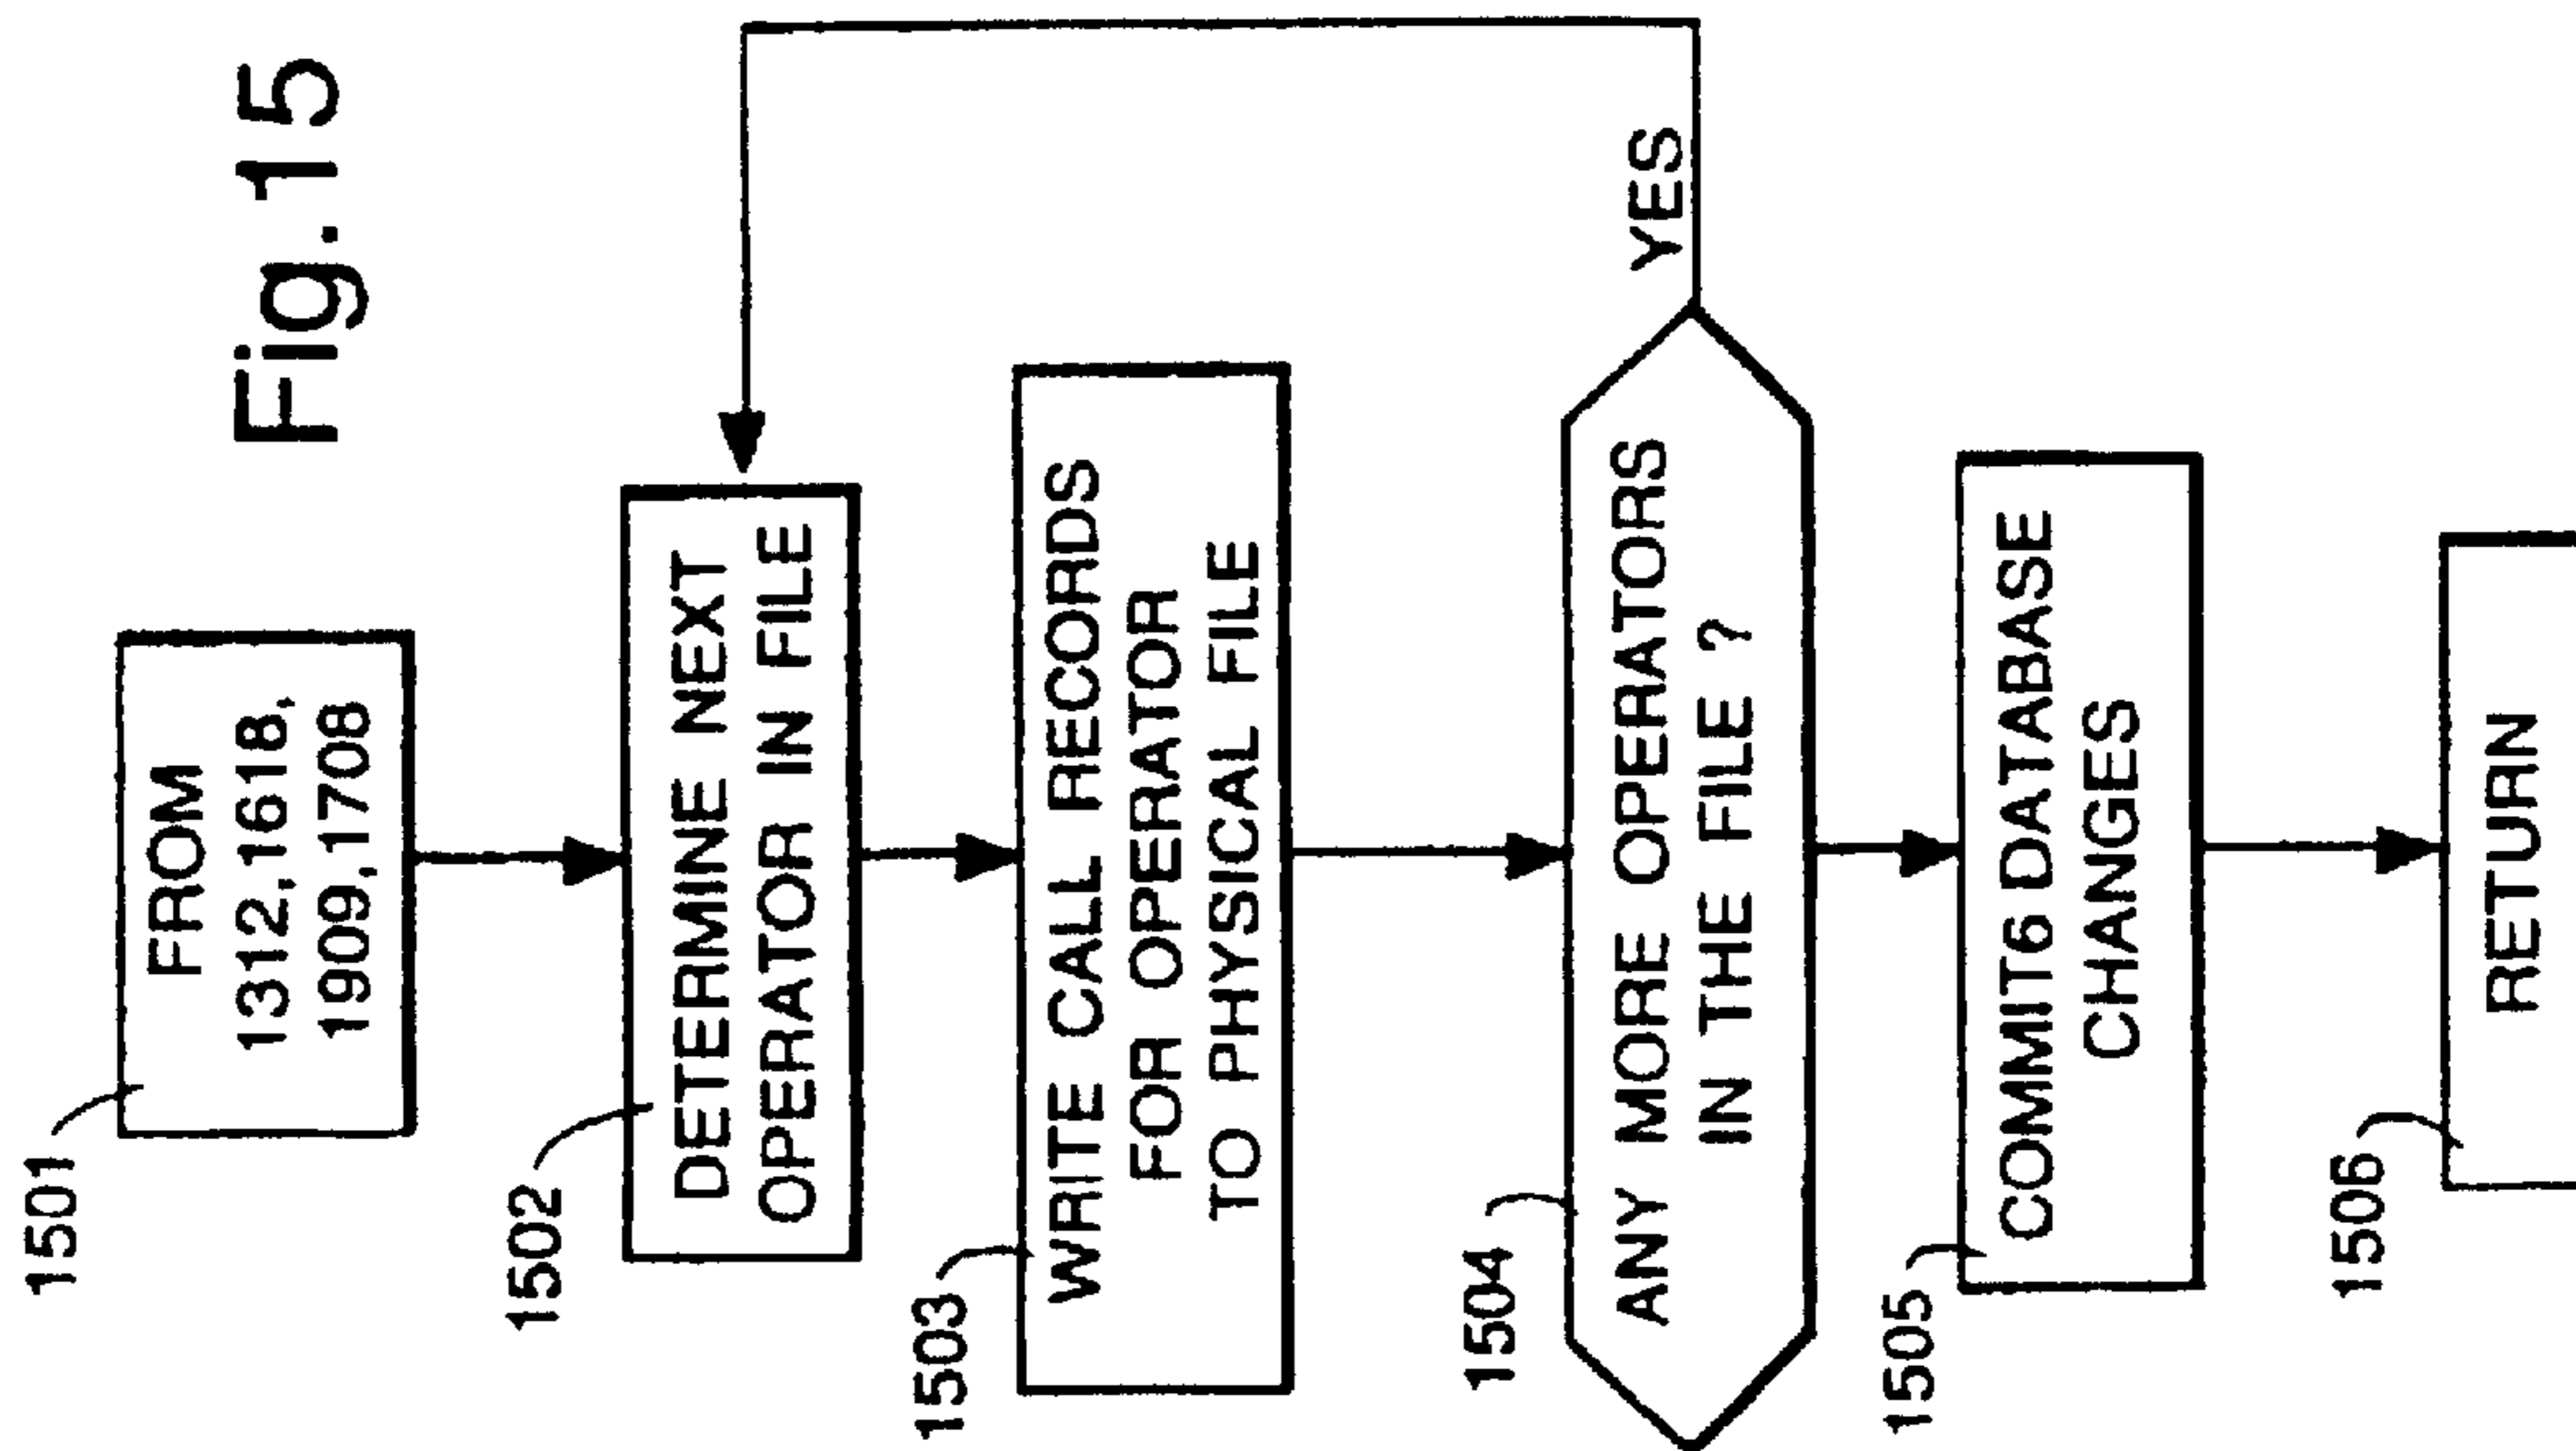 Fig.15
1501
FROM
1312,1618,
1909,1708
1502
DETERMINE NEXT
OPERATOR IN FILE
1503
WRITE CALL RECORDS
FOR OPERATOR
TO PHYSICAL FILE
1504
ANY MORE OPERATORS
IN THE FILE ?
YES
1505
COMMIT6 DATABASE
CHANGES
1506
RETURN